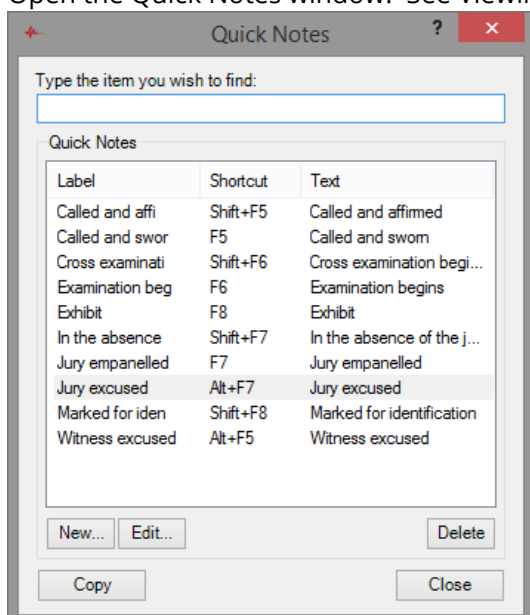 Open the Quick Notes window. See
Quick Notes ? ×
Type the item you wish to find:
Quick Notes
Label Shortcut Text
Called and affi Shift+F5 Called and affirmed
Called and swor F5 Called and sworn
Cross examinati Shift+F6 Cross examination begi...
Examination beg F6 Examination begins
Exhibit F8 Exhibit
In the absence Shift+F7 In the absence of the j...
Jury empanelled F7 Jury empanelled
Jury excused Alt+F7 Jury excused
Marked for iden Shift+F8 Marked for identification
Witness excused Alt+F5 Witness excused
New... Edit... Delete
Copy Close